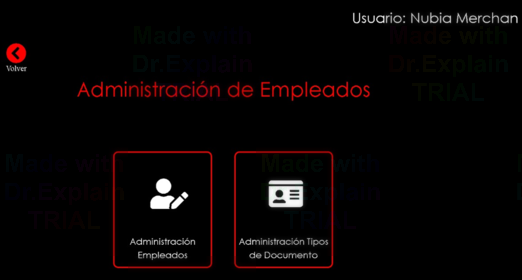 Usuario: Nubia Merchan
Made with
Made with
Dr.Explain
Dr.Explain
TRIAL
Volver
Administración de Empleados
Made with
Made with
Dr.Explain
Dr.Explain
TRIAL
TRIAL
Administración
Empleados
Administración Tipos
de Documento